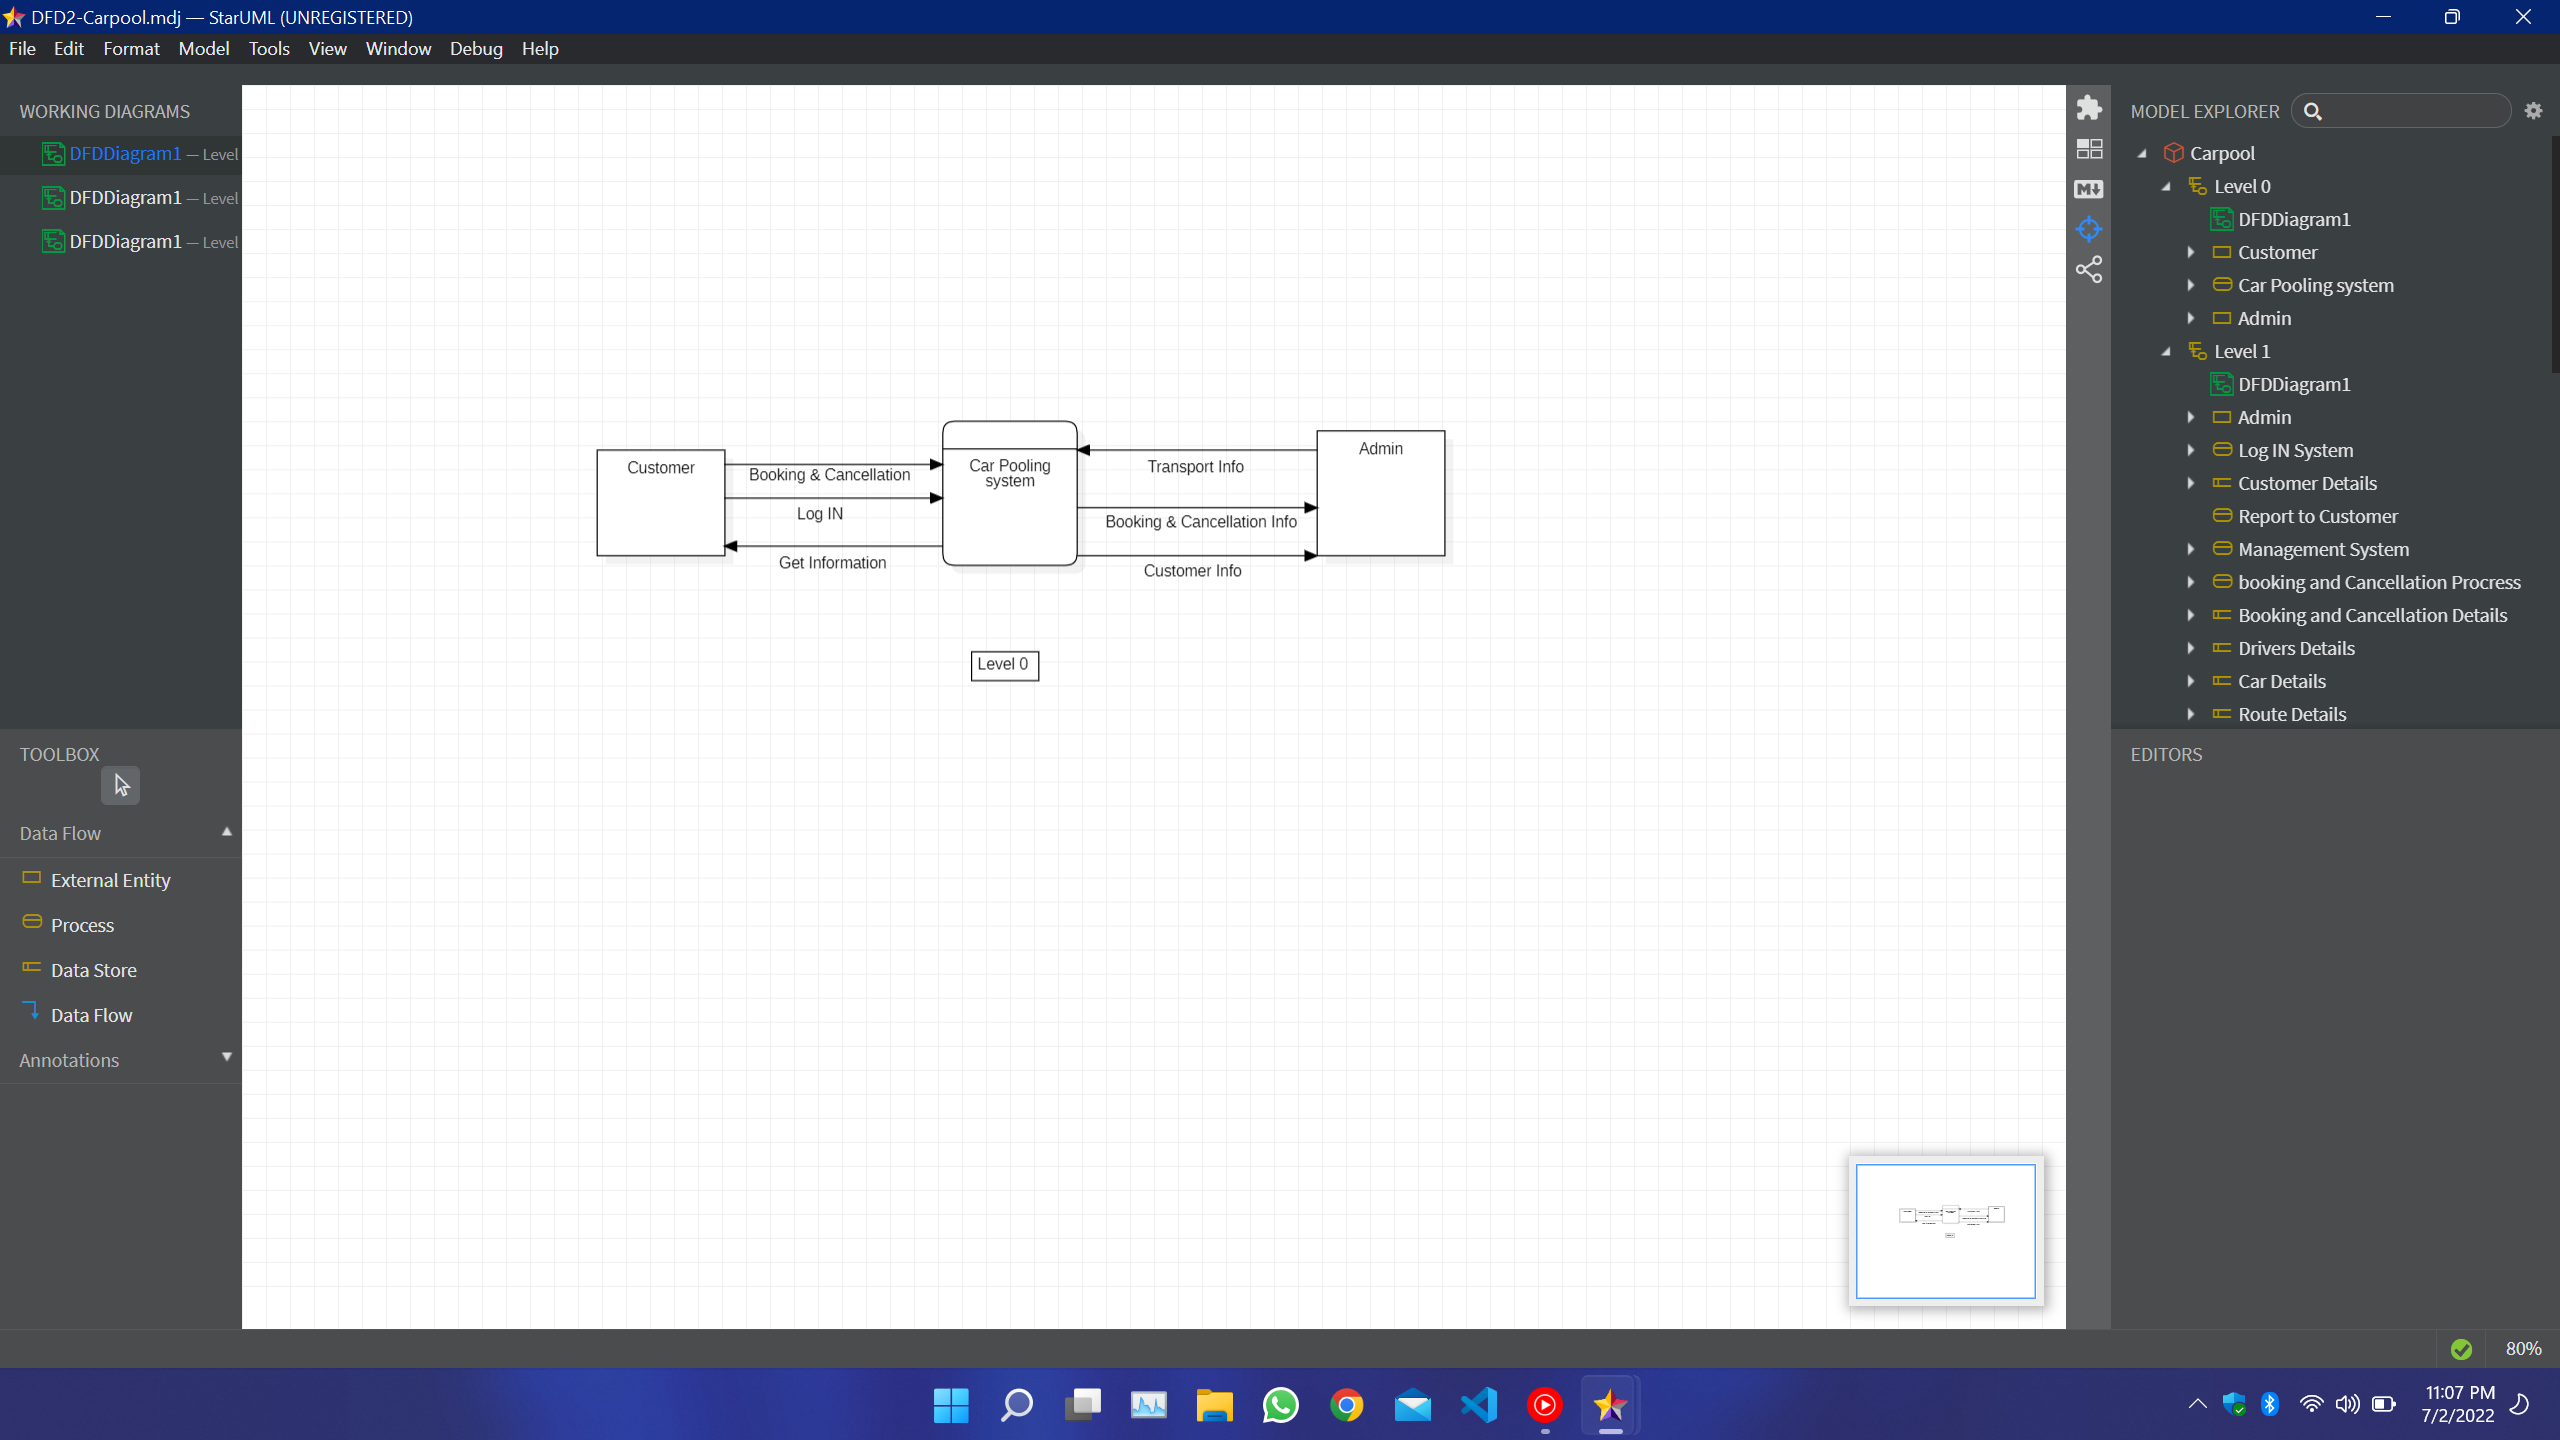 DFD2-Carpool.mdj — StarUML (UNREGISTERED)
File Edit Format Model Tools View Window Debug Help
WORKING DIAGRAMS
DFDDiagram1 — Level
DFDDiagram1 — Level
DFDDiagram1 — Level
TOOLBOX
Data Flow
External Entity
Process
Data Store
Data Flow
Annotations
Customer
Booking & Cancellation
Log IN
Get Information
Car Pooling
system
Transport Info
Booking & Cancellation Info
Customer Info
Admin
Level 0
MODEL EXPLORER
Carpool
Level 0
DFDDiagram1
Customer
Car Pooling system
Admin
Level 1
DFDDiagram1
Admin
Log IN System
Customer Details
Report to Customer
Management System
booking and Cancellation Procress
Booking and Cancellation Details
Drivers Details
Car Details
Route Details
EDITORS
80%
11:07 PM
7/2/2022